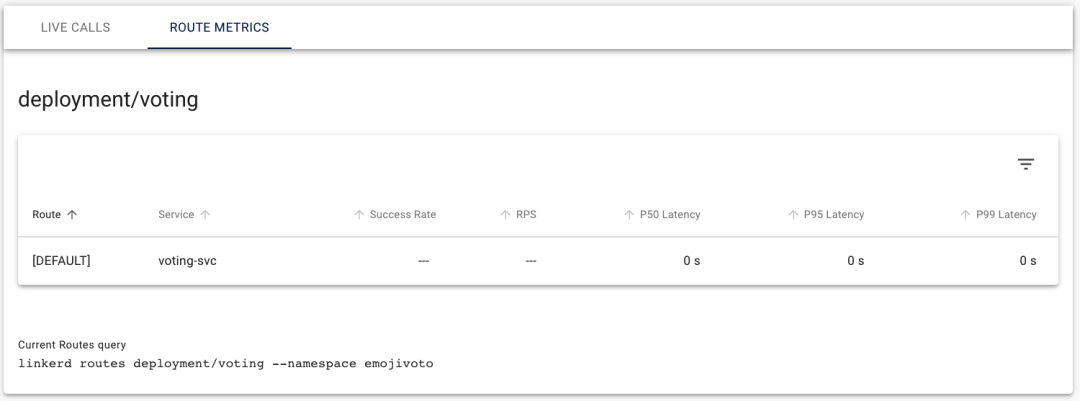 LIVE CALLS ROUTE METRICS
deployment/voting
Route Service Success Rate RPS P50 Latency P95 Latency P99 Latency
[DEFAULT] voting-svc --- --- 0 s 0 s 0 s
Current Routes query
linkerd routes deployment/voting --namespace emojivoto